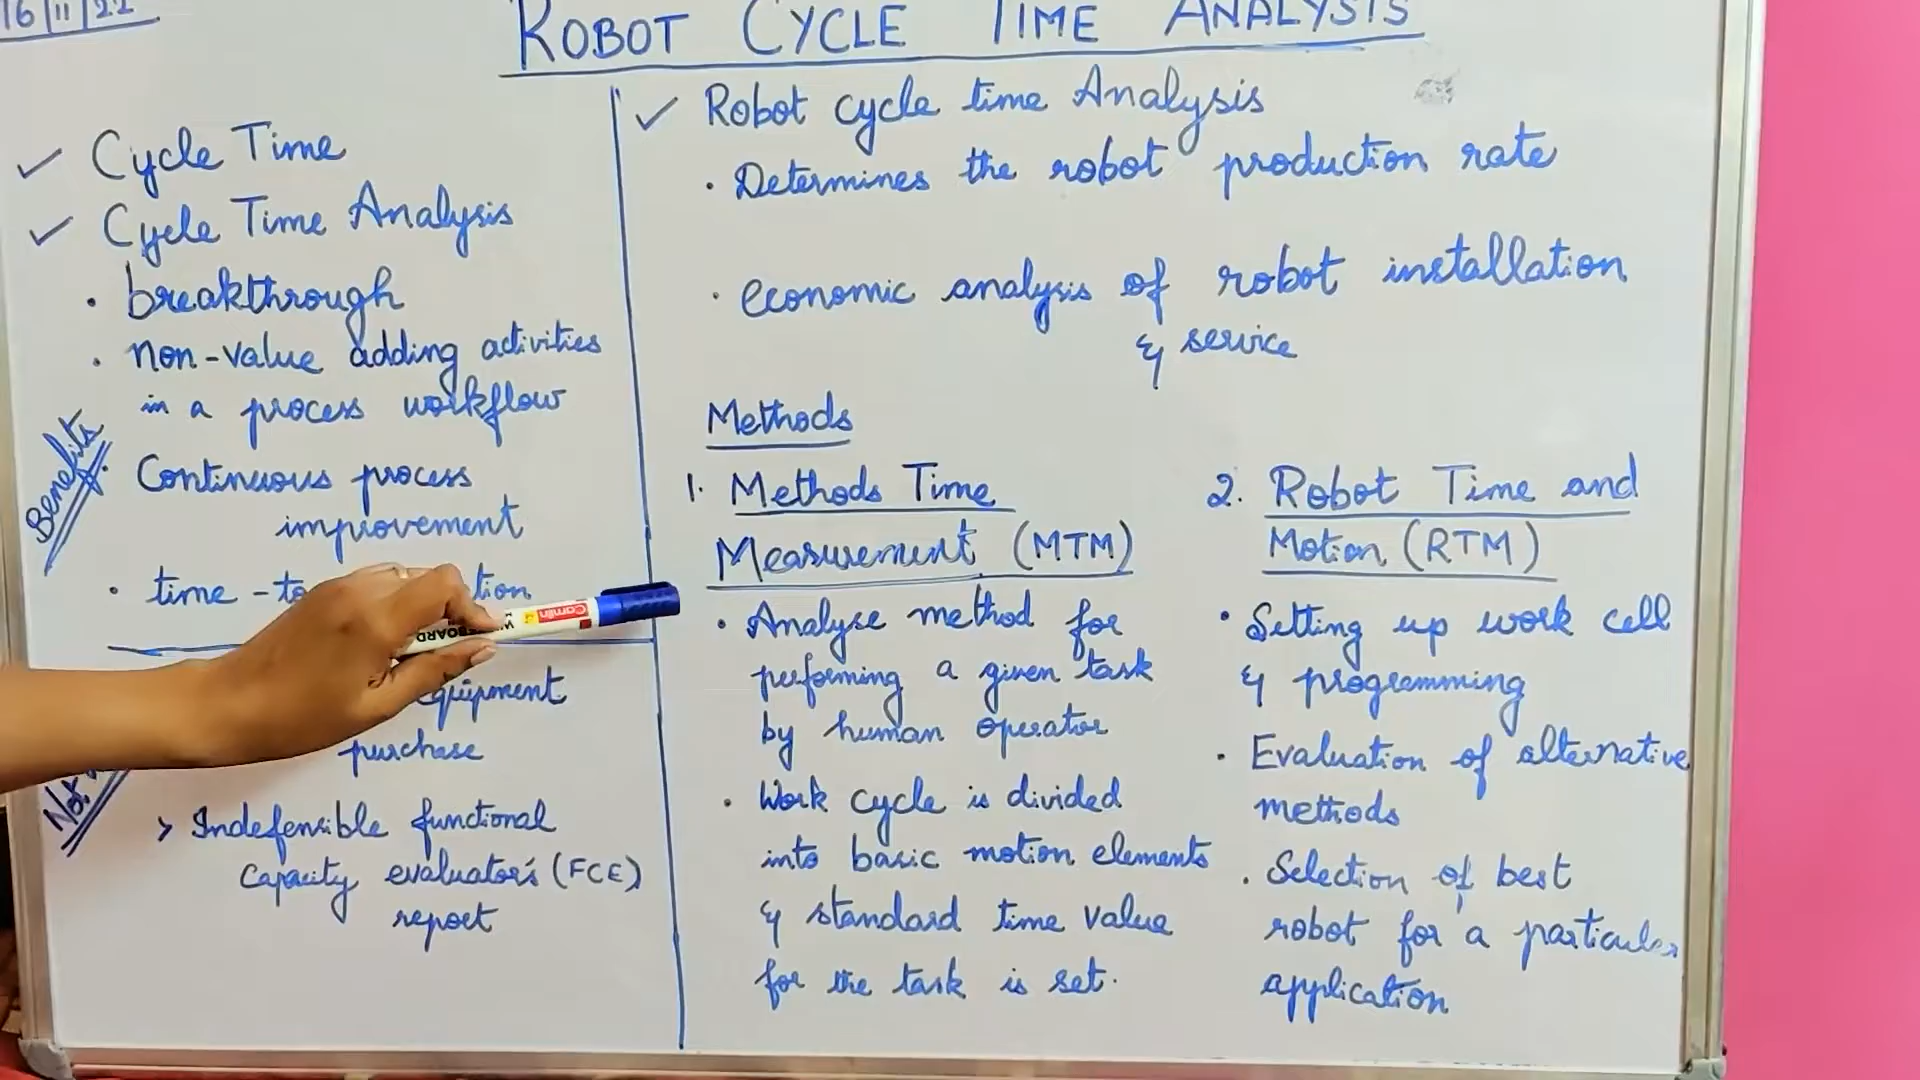 16/11/22
ROBOT CYCLE TIME ANALYSIS
✓ Cycle Time
✓ Cycle Time Analysis
· breakthrough
· non-value adding activities
in a process workflow
Benefits
· Continuous process
improvement
· time-to
tion
equipment
purchase
Not
> Indefensible functional
capacity evaluator's (FCE)
report
✓ Robot cycle time Analysis
· Determines the robot production rate
· economic analysis of robot installation
& service
Methods
1. Methods Time
Measurement (MTM)
· Analyse method for
performing a given task
by human operator
· Work cycle is divided
into basic motion elements
& standard time value
for the task is set.
2. Robot Time and
Motion (RTM)
· Setting up work cell
& programming
· Evaluation of alternative
methods
· Selection of best
robot for a particular
application
Camlin